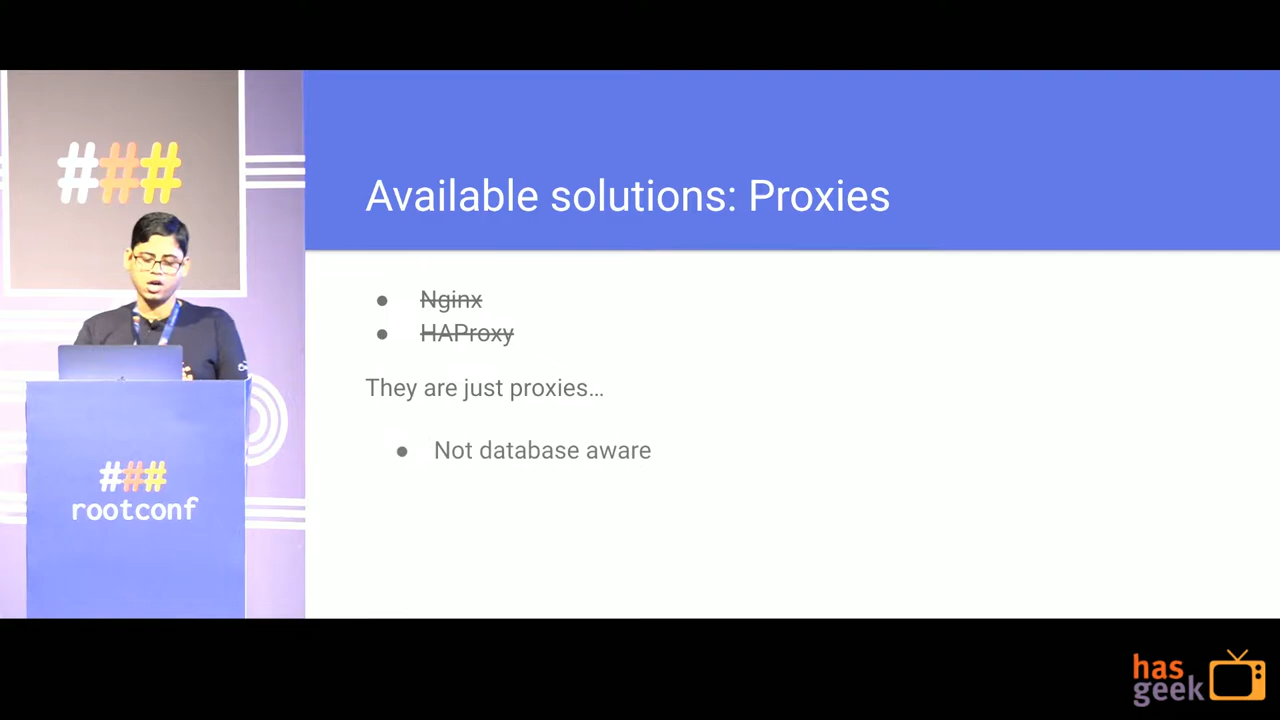 ###
Available solutions: Proxies
Nginx
HAProxy
They are just proxies…
Not database aware
###
rootconf
has
geek